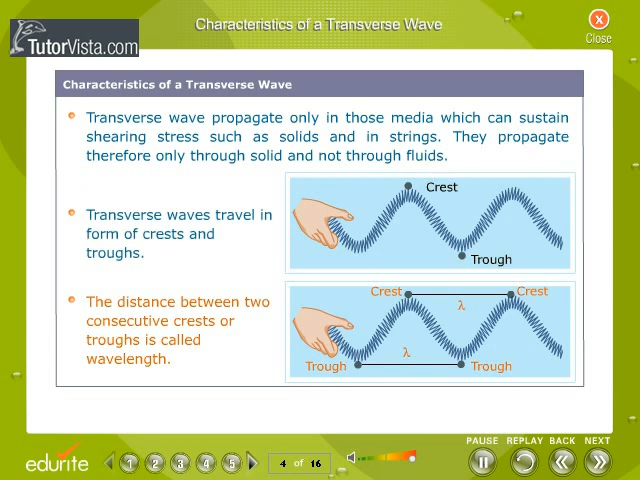 Characteristics of a Transverse Wave
TutorVista.com
X
Close
Characteristics of a Transverse Wave
Transverse wave propagate only in those media which can sustain
shearing stress such as solids and in strings. They propagate
therefore only through solid and not through fluids.
Transverse waves travel in
form of crests and
troughs.
Crest
Trough
The distance between two
consecutive crests or
troughs is called
wavelength.
Crest Crest
λ
λ
Trough Trough
PAUSE REPLAY BACK NEXT
edurite
1 2 3 4 5
4 of 16